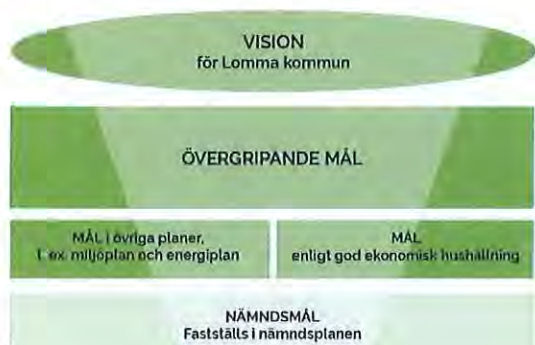 VISION
för Lomma kommun
ÖVERGRIPANDE MÅL
MÅL i övriga planer,
t. ex. miljöplan och energiplan
MÅL
enligt god ekonomisk hushållning
NÄMNDSMÅL
Fastställs i nämndsplanen